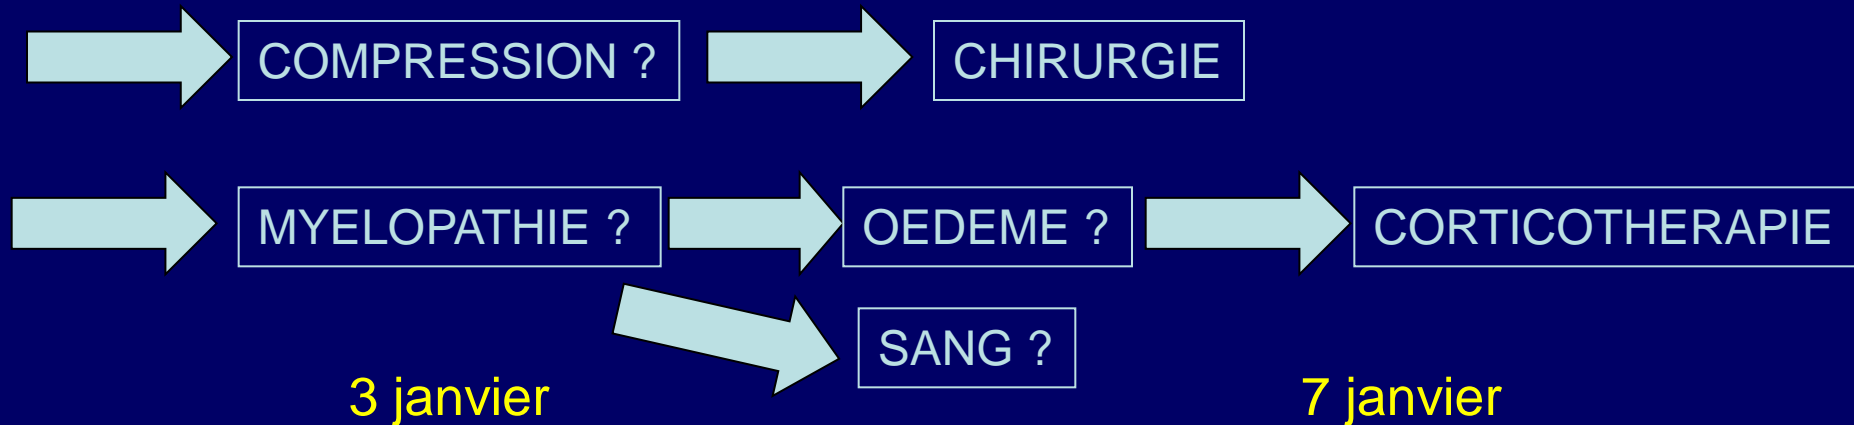 COMPRESSION ?
CHIRURGIE
MYELOPATHIE ?
OEDEME ?
CORTICOTHERAPIE
SANG ?
3 janvier
7 janvier